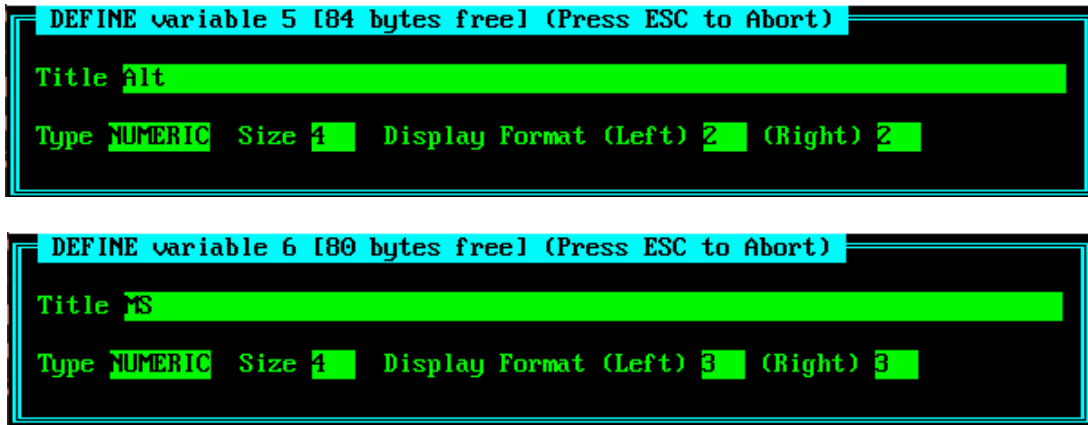 DEFINE variable 5 [84 bytes free] (Press ESC to Abort)
Title Alt
Type NUMERIC Size 4 Display Format (Left) 2 (Right) 2
DEFINE variable 6 [80 bytes free] (Press ESC to Abort)
Title MS
Type NUMERIC Size 4 Display Format (Left) 3 (Right) 3